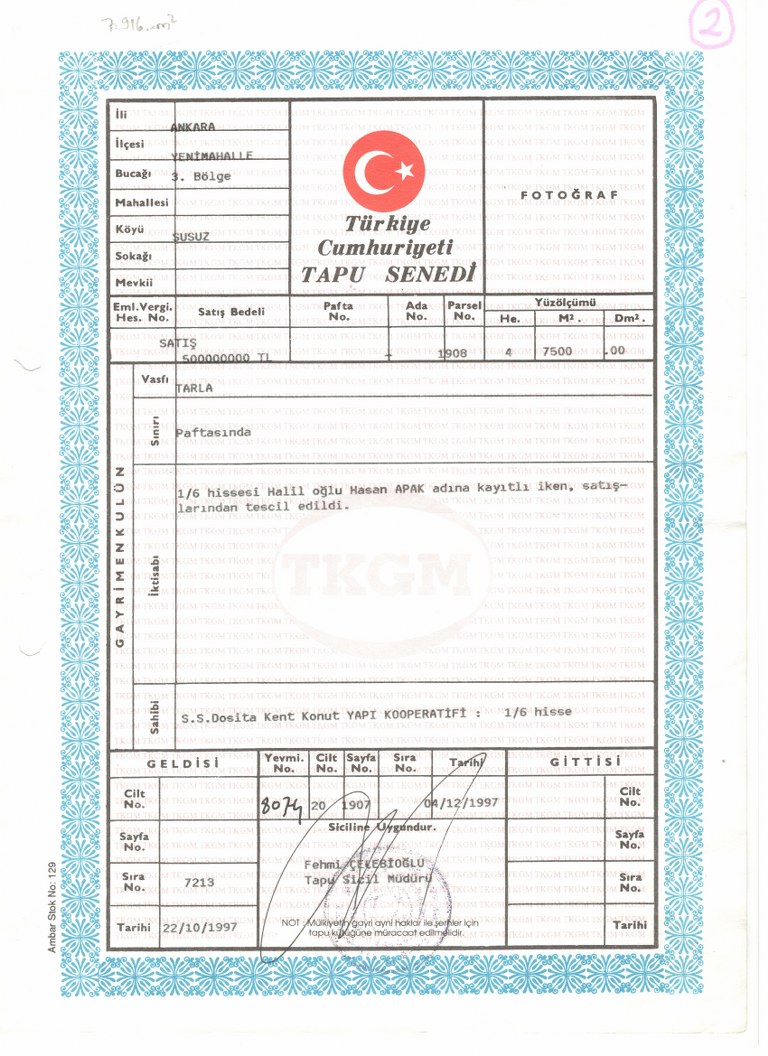 7.916.-m²
2
İli ANKARA
İlçesi YENİMAHALLE
Bucağı 3. Bölge
Mahallesi
Köyü SUSUZ
Sokağı
Mevkii
Türkiye
Cumhuriyeti
TAPU SENEDİ
FOTOĞRAF
Eml.Vergi. Hes. No.
Satış Bedeli
Pafta No.
Ada No.
Parsel No.
Yüzölçümü
He. M². Dm².
SATIŞ
500000000 TL - 1908 4 7500 .00
GAYRİMENKULÜN
Vasfı TARLA
Sınırı Paftasında
İktisabı
1/6 hissesi Halil oğlu Hasan APAK adına kayıtlı iken, satış-
larından tescil edildi.
TKGM
Sahibi S.S.Dosita Kent Konut YAPI KOOPERATİFİ : 1/6 hisse
GELDİSİ
Yevmi. No. Cilt No. Sayfa No. Sıra No. Tarihi
GİTTİSİ
8074 20 1907 04/12/1997
Cilt No.
Cilt No.
Siciline Uygundur.
Sayfa No.
Sayfa No.
Fehmi ÇELEBİOĞLU
Tapu Sicil Müdürü
Sıra No. 7213
Sıra No.
Tarihi 22/10/1997
NOT : Mülkiyetin gayri ayni haklar ile şerhler için
tapu kütüğüne müracaat edilmelidir.
Tarihi
Ambar Stok No: 129